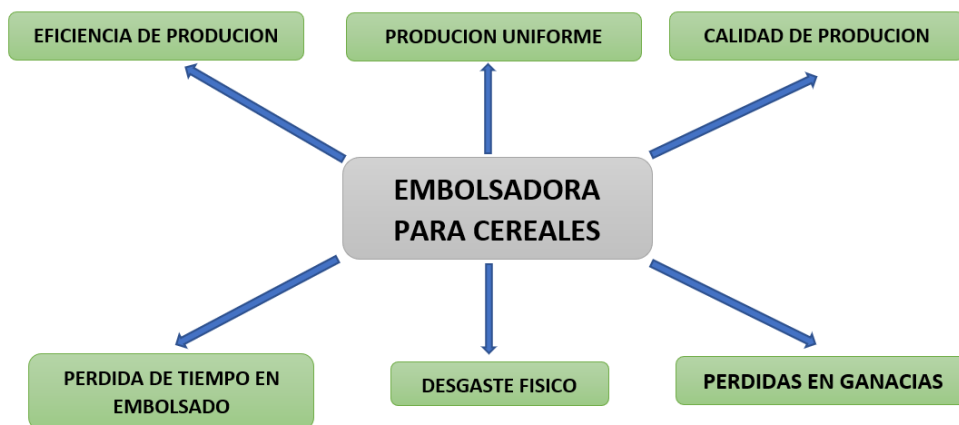 EFICIENCIA DE PRODUCION
PRODUCION UNIFORME
CALIDAD DE PRODUCION
EMBOLSADORA
PARA CEREALES
PERDIDA DE TIEMPO EN
EMBOLSADO
DESGASTE FISICO
PERDIDAS EN GANACIAS